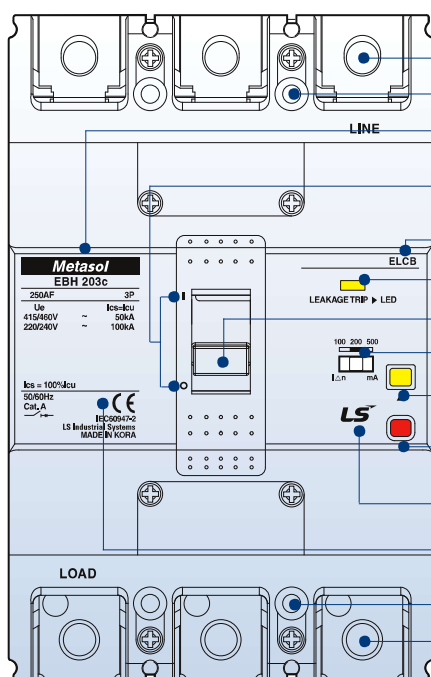 LINE
ELCB
Metasol
EBH 203c
250AF 3P
Ue Ics=Icu
415/460V ~ 50kA
220/240V ~ 100kA
LEAKAGE TRIP ▶ LED
100 200 500
I△n mA
Ics = 100%Icu
50/60Hz
Cat. A
CE
IEC60947-2
LS Industrial Systems
MADE IN KORA
I
O
LS
LOAD